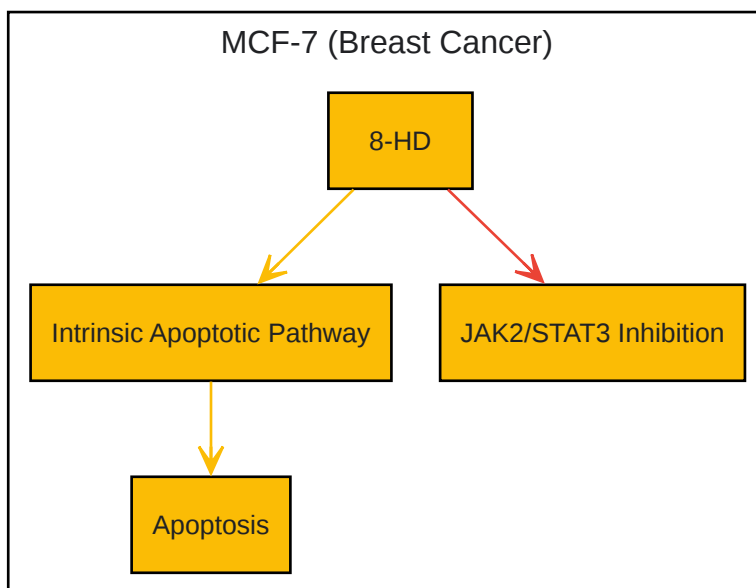 MCF-7 (Breast Cancer)
8-HD
Intrinsic Apoptotic Pathway
JAK2/STAT3 Inhibition
Apoptosis